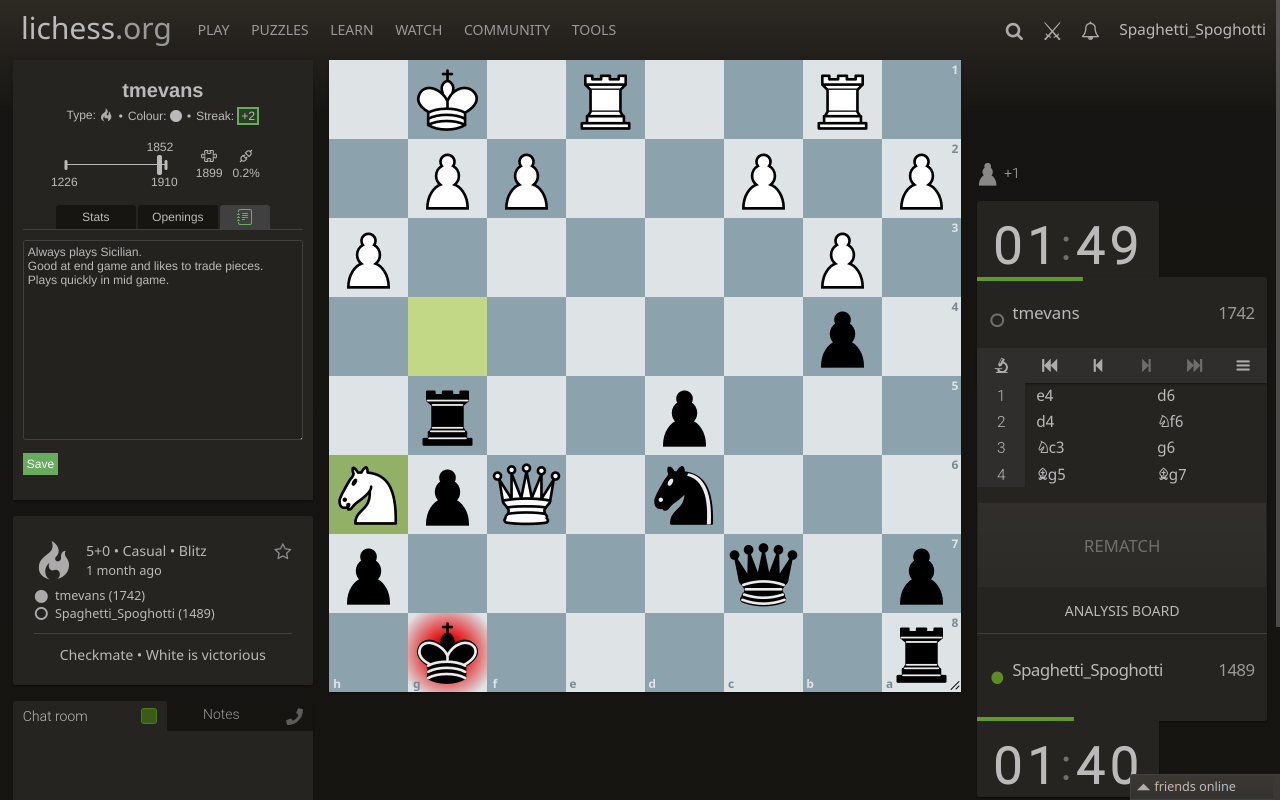 lichess.org PLAY PUZZLES LEARN WATCH COMMUNITY TOOLS Spaghetti_Spoghotti
tmevans
Type: • Colour: • Streak: +2
1852
1226 1910 1899 0.2%
Stats Openings
Always plays Sicilian.
Good at end game and likes to trade pieces.
Plays quickly in mid game.
Save
5+0 • Casual • Blitz
1 month ago
tmevans (1742)
Spaghetti_Spoghotti (1489)
Checkmate • White is victorious
Chat room Notes
1
2
3
4
5
6
7
8
h g f e d c b a
+1
01:49
tmevans 1742
1 e4 d6
2 d4 ♘f6
3 ♘c3 g6
4 ♗g5 ♗g7
REMATCH
ANALYSIS BOARD
Spaghetti_Spoghotti 1489
01:40
friends online